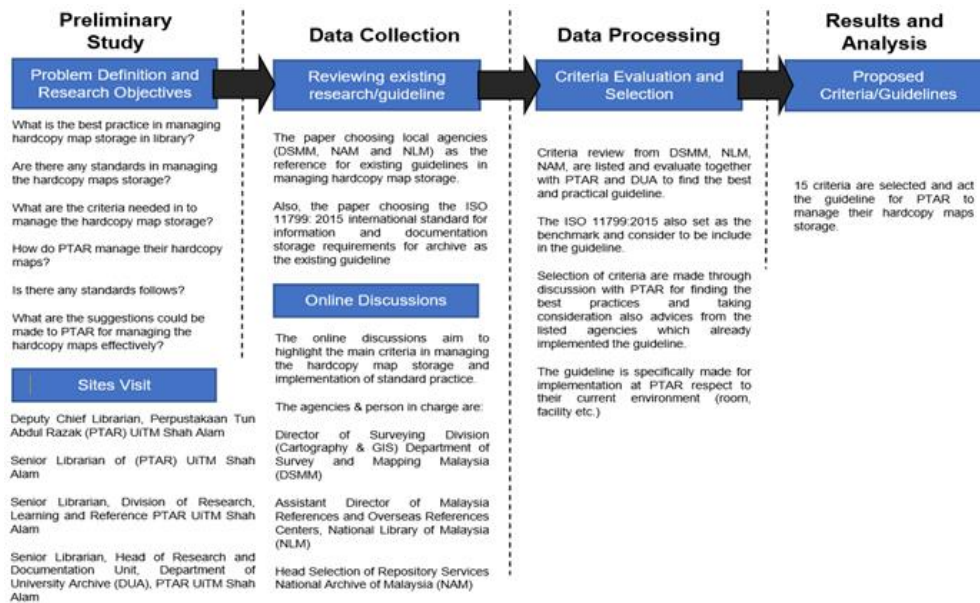 Preliminary
Study
Problem Definition and
Research Objectives
What is the best practice in managing
hardcopy map storage in library?
Are there any standards in managing
the hardcopy maps storage?
What are the criteria needed in to
manage the hardcopy map storage?
How do PTAR manage their hardcopy
maps?
Is there any standards follows?
What are the suggestions could be
made to PTAR for managing the
hardcopy maps effectively?
Sites Visit
Deputy Chief Librarian, Perpustakaan Tun
Abdul Razak (PTAR) UiTM Shah Alam
Senior Librarian of (PTAR) UiTM Shah
Alam
Senior Librarian, Division of Research,
Learning and Reference PTAR UiTM Shah
Alam
Senior Librarian, Head of Research and
Documentation Unit, Department of
University Archive (DUA), PTAR UiTM Shah
Alam
Data Collection
Reviewing existing
research/guideline
The paper choosing local agencies
(DSMM, NAM and NLM) as the
reference for existing guidelines in
managing hardcopy map storage.
Also, the paper choosing the ISO
11799: 2015 international standard for
information and documentation
storage requirements for archive as
the existing guideline
Online Discussions
The online discussions aim to
highlight the main criteria in managing
the hardcopy map storage and
implementation of standard practice.
The agencies & person in charge are:
Director of Surveying Division
(Cartography & GIS) Department of
Survey and Mapping Malaysia
(DSMM)
Assistant Director of Malaysia
References and Overseas References
Centers, National Library of Malaysia
(NLM)
Head Selection of Repository Services
National Archive of Malaysia (NAM)
Data Processing
Criteria Evaluation and
Selection
Criteria review from DSMM, NLM,
NAM, are listed and evaluate together
with PTAR and DUA to find the best
and practical guideline.
The ISO 11799:2015 also set as the
benchmark and consider to be include
in the guideline.
Selection of criteria are made through
discussion with PTAR for finding the
best practices and taking
consideration also advices from the
listed agencies which already
implemented the guideline.
The guideline is specifically made for
implementation at PTAR respect to
their current environment (room,
facility etc.)
Results and
Analysis
Proposed
Criteria/Guidelines
15 criteria are selected and act
the guideline for PTAR to
manage their hardcopy maps
storage.